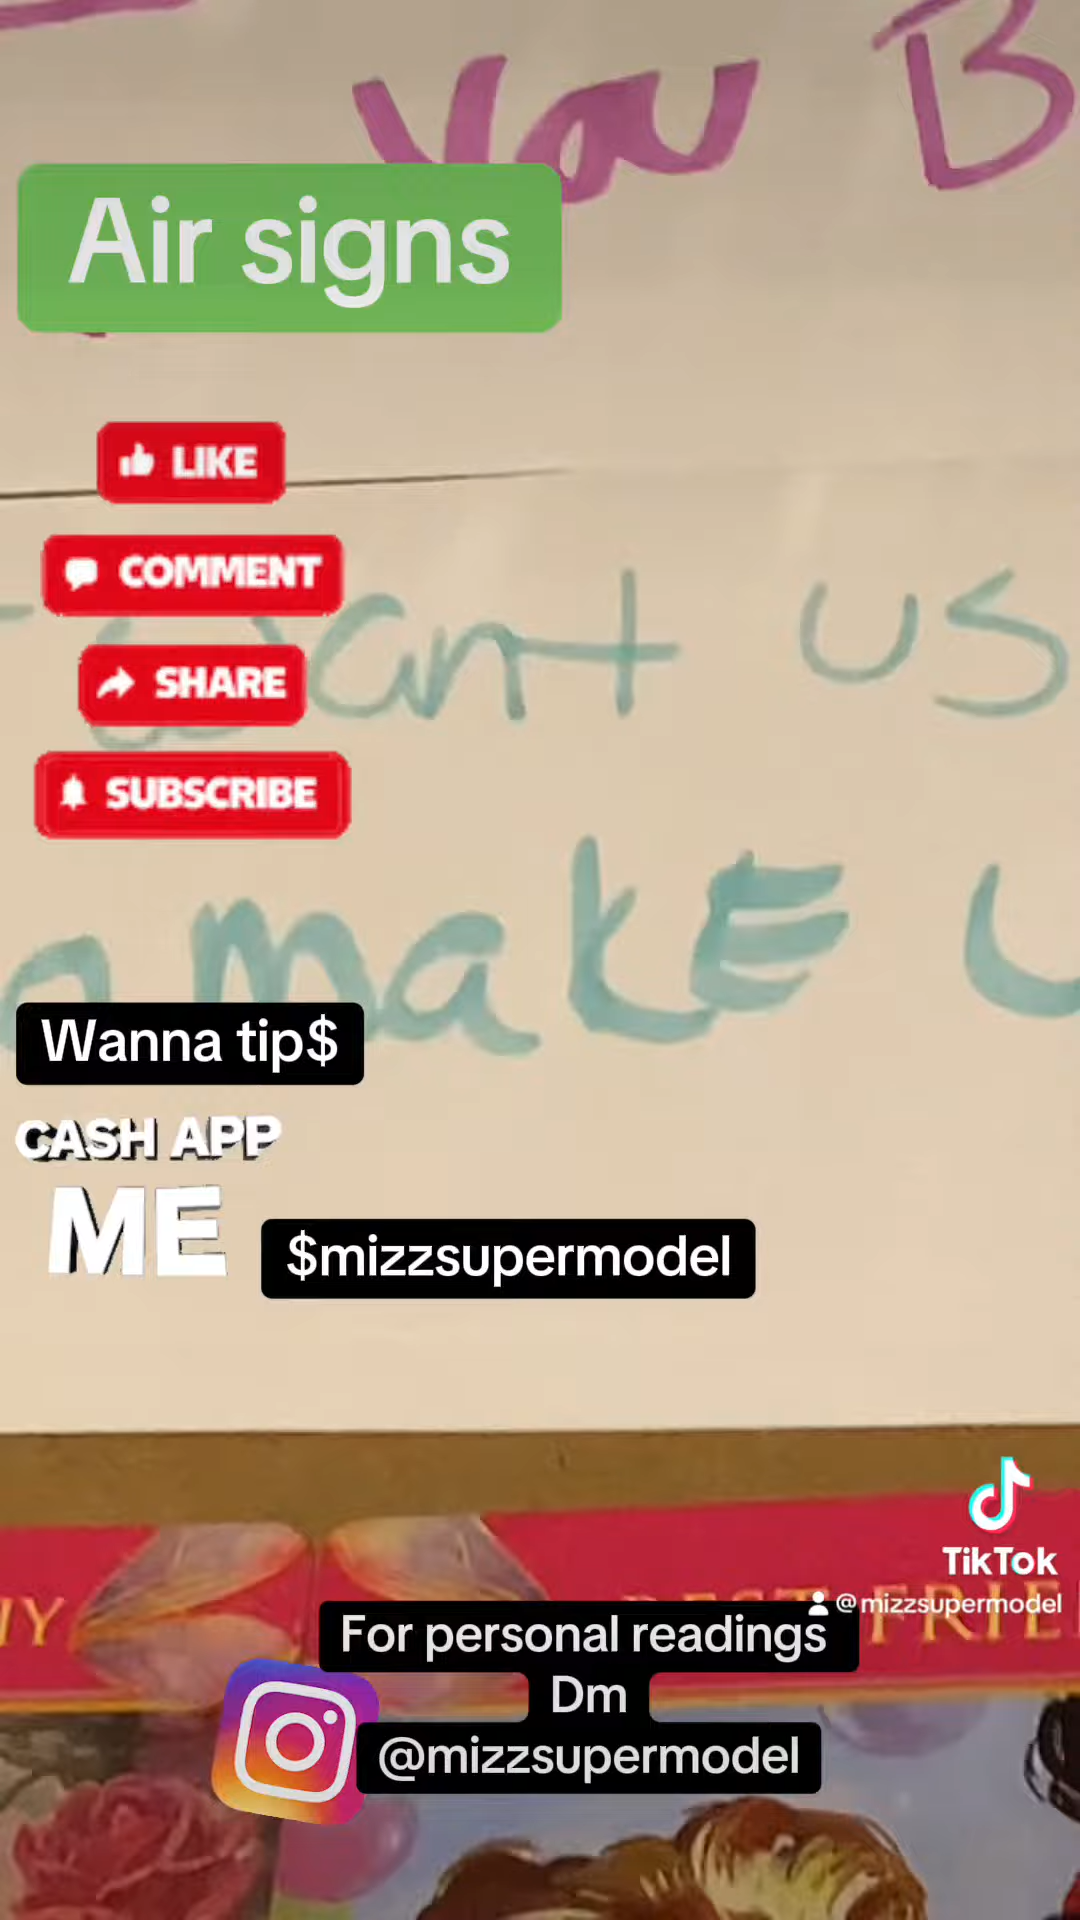 You B
Air signs
LIKE
COMMENT
want us
SHARE
SUBSCRIBE
make
Wanna tip$
CASH APP
ME
$mizzsupermodel
TikTok
@mizzsupermodel
For personal readings
Dm
@mizzsupermodel